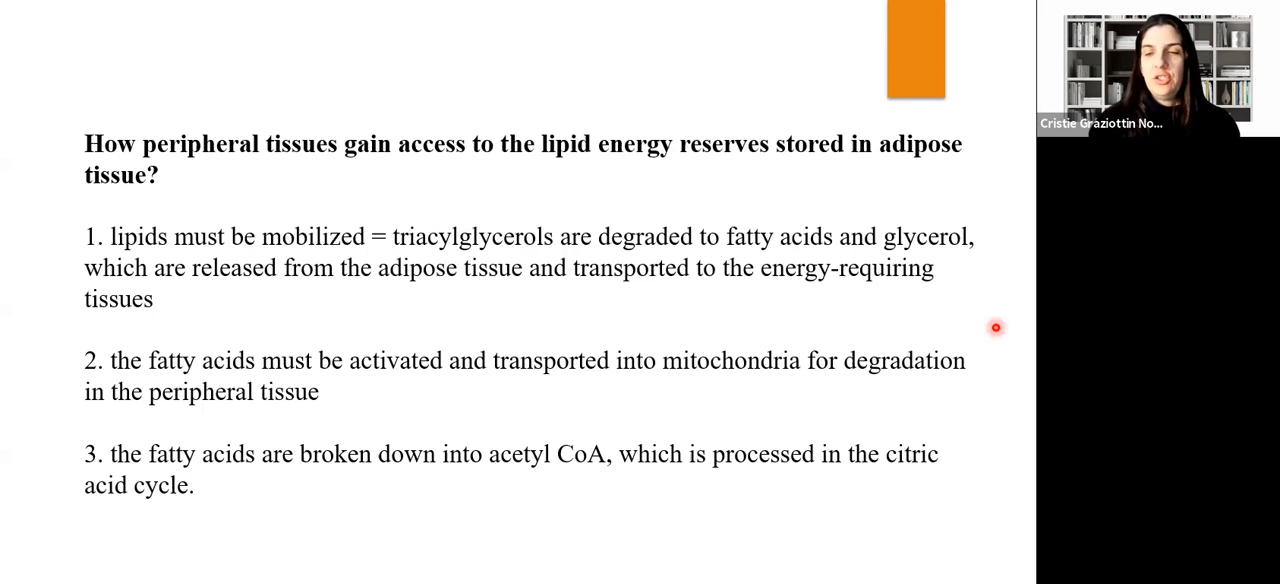 How peripheral tissues gain access to the lipid energy reserves stored in adipose
tissue?
1. lipids must be mobilized = triacylglycerols are degraded to fatty acids and glycerol,
which are released from the adipose tissue and transported to the energy-requiring
tissues
2. the fatty acids must be activated and transported into mitochondria for degradation
in the peripheral tissue
3. the fatty acids are broken down into acetyl CoA, which is processed in the citric
acid cycle.
Cristie Graziottin No...